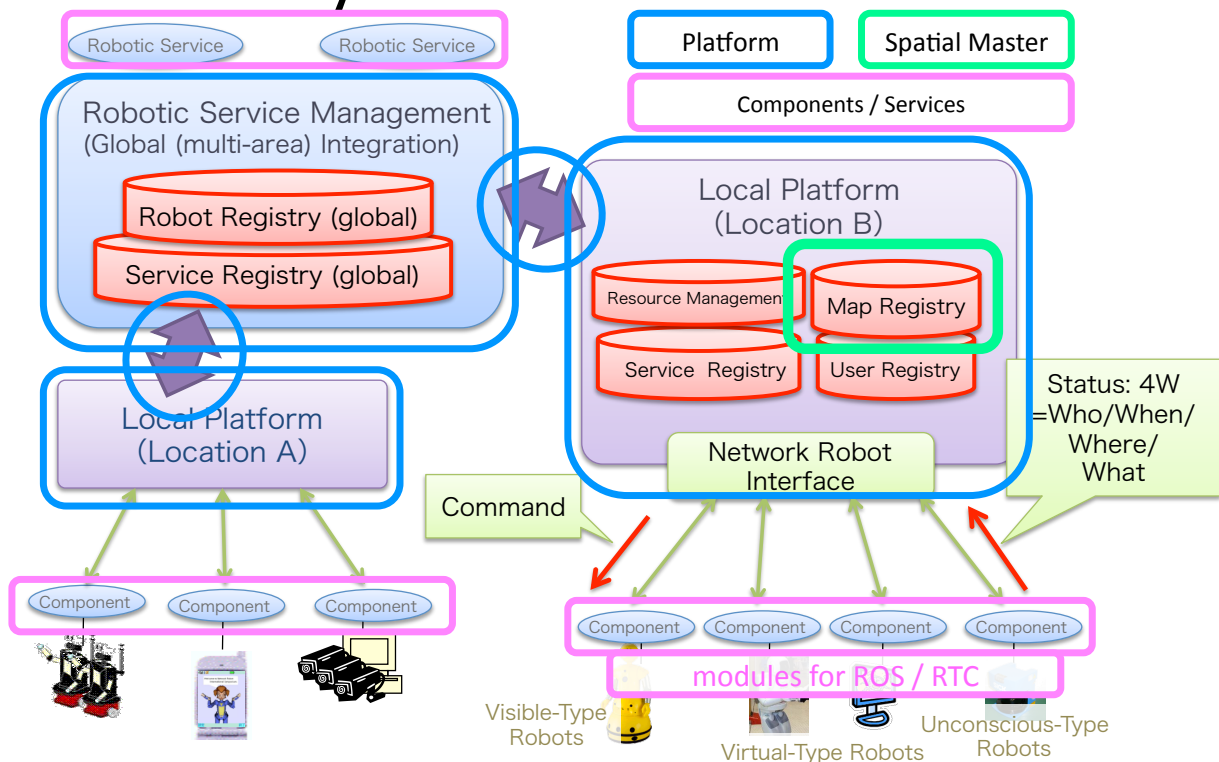 Robotic Service
Robotic Service
Platform
Spatial Master
Components / Services
Robotic Service Management
(Global (multi-area) Integration)
Robot Registry (global)
Service Registry (global)
Local Platform
(Location B)
Resource Management
Map Registry
Service Registry
User Registry
Network Robot
Interface
Status: 4W
=Who/When/
Where/
What
Local Platform
(Location A)
Command
Component
Component
Component
Component
Component
Component
Component
modules for ROS / RTC
Visible-Type
Robots
Virtual-Type Robots
Unconscious-Type
Robots